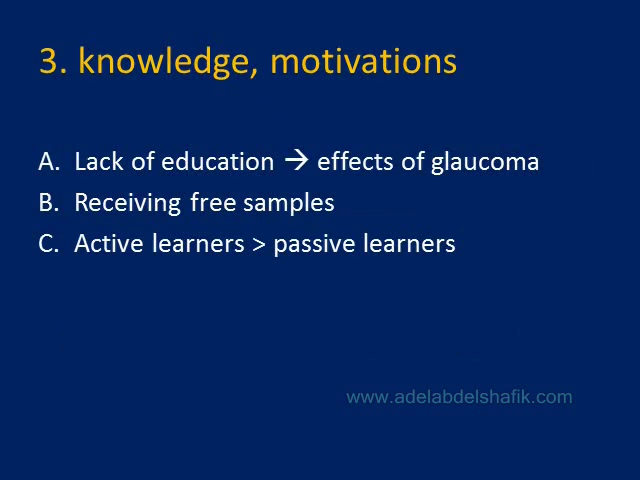 3. knowledge, motivations
A. Lack of education → effects of glaucoma
B. Receiving free samples
C. Active learners > passive learners
www.adelabdelshafik.com